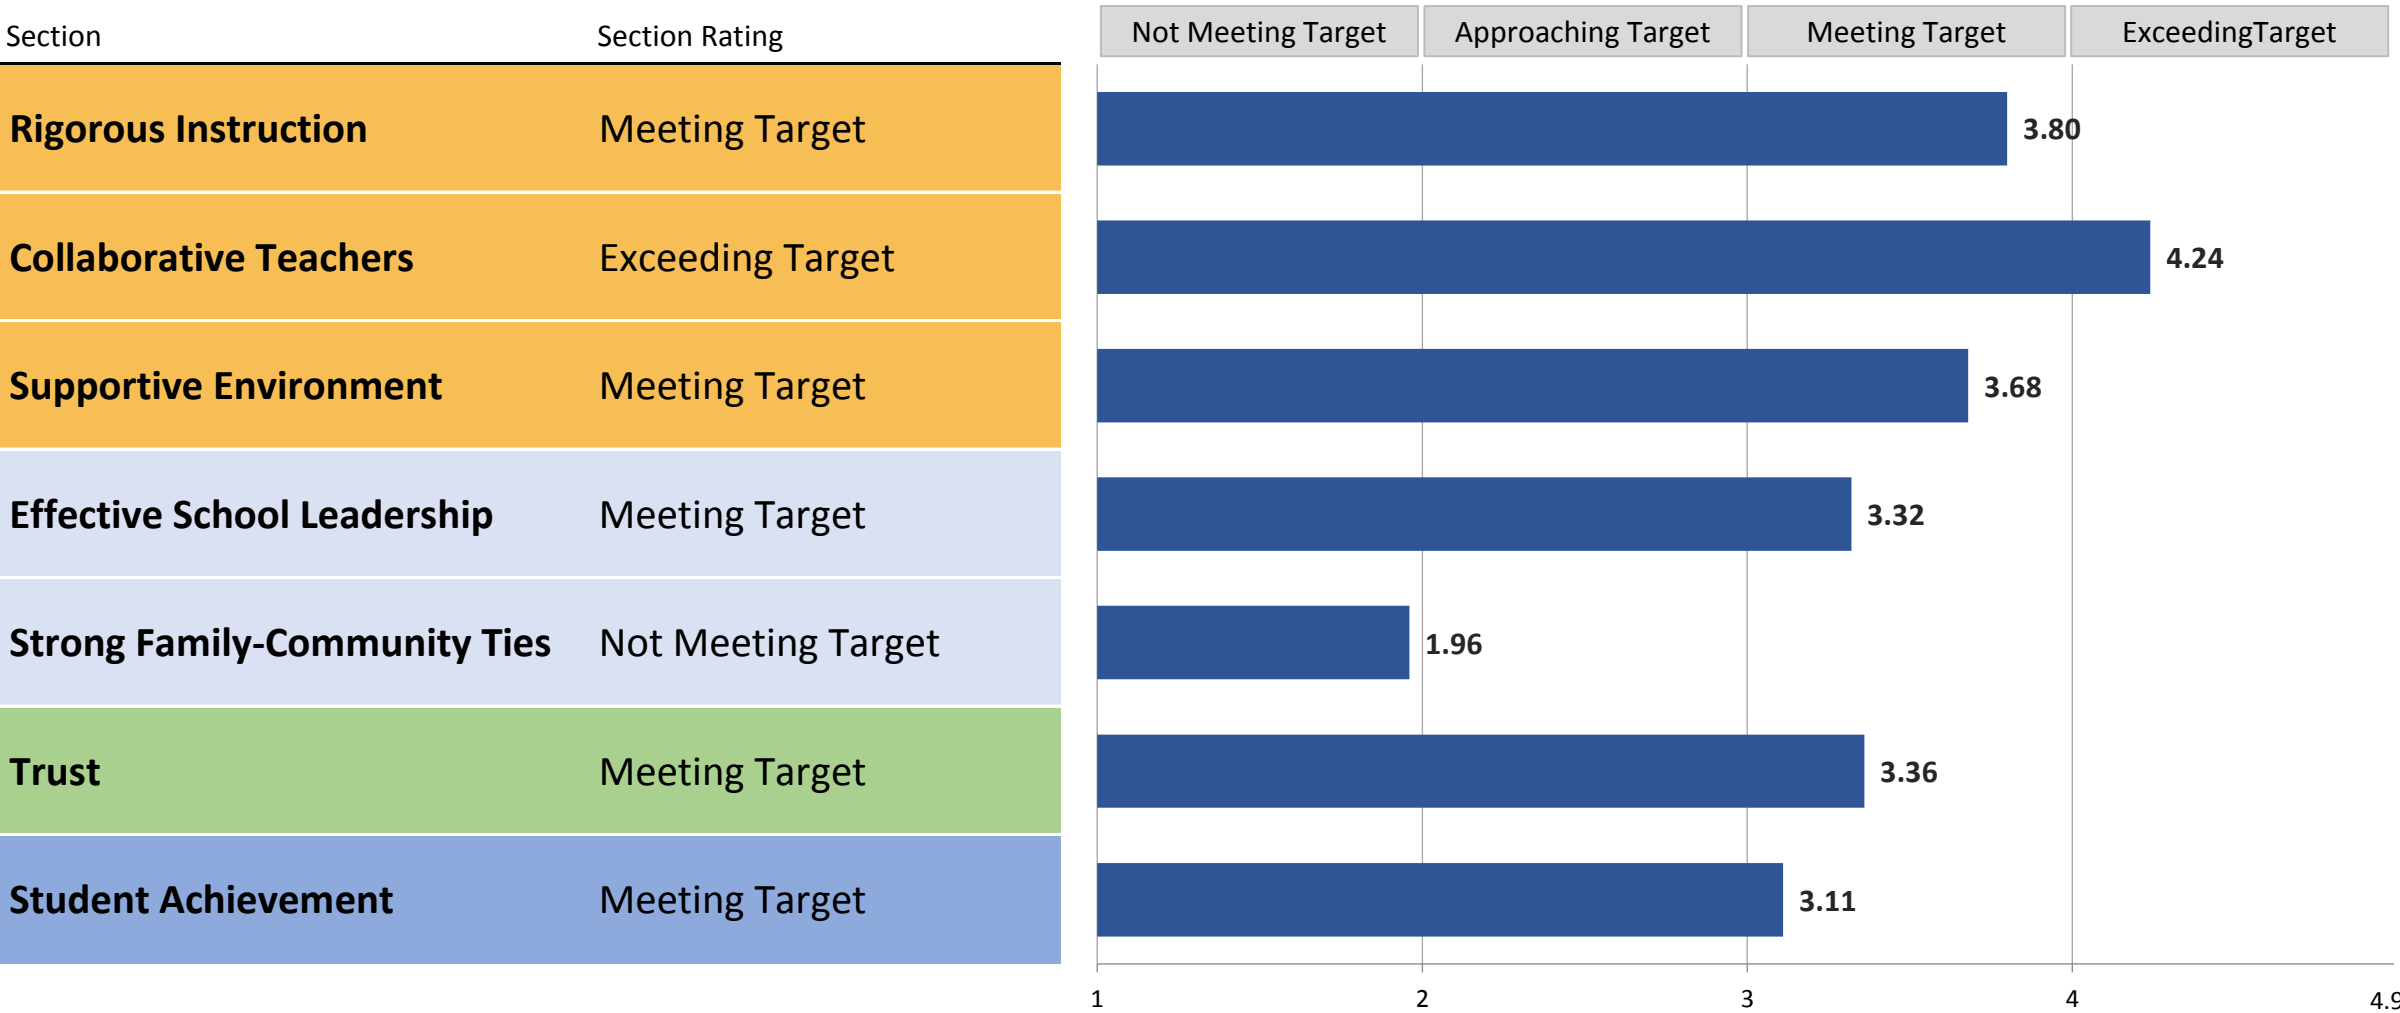 Section Section Rating Not Meeting Target Approaching Target Meeting Target ExceedingTarget
Rigorous Instruction Meeting Target 3.80
Collaborative Teachers Exceeding Target 4.24
Supportive Environment Meeting Target 3.68
Effective School Leadership Meeting Target 3.32
Strong Family-Community Ties Not Meeting Target 1.96
Trust Meeting Target 3.36
Student Achievement Meeting Target 3.11
1 2 3 4 4.9